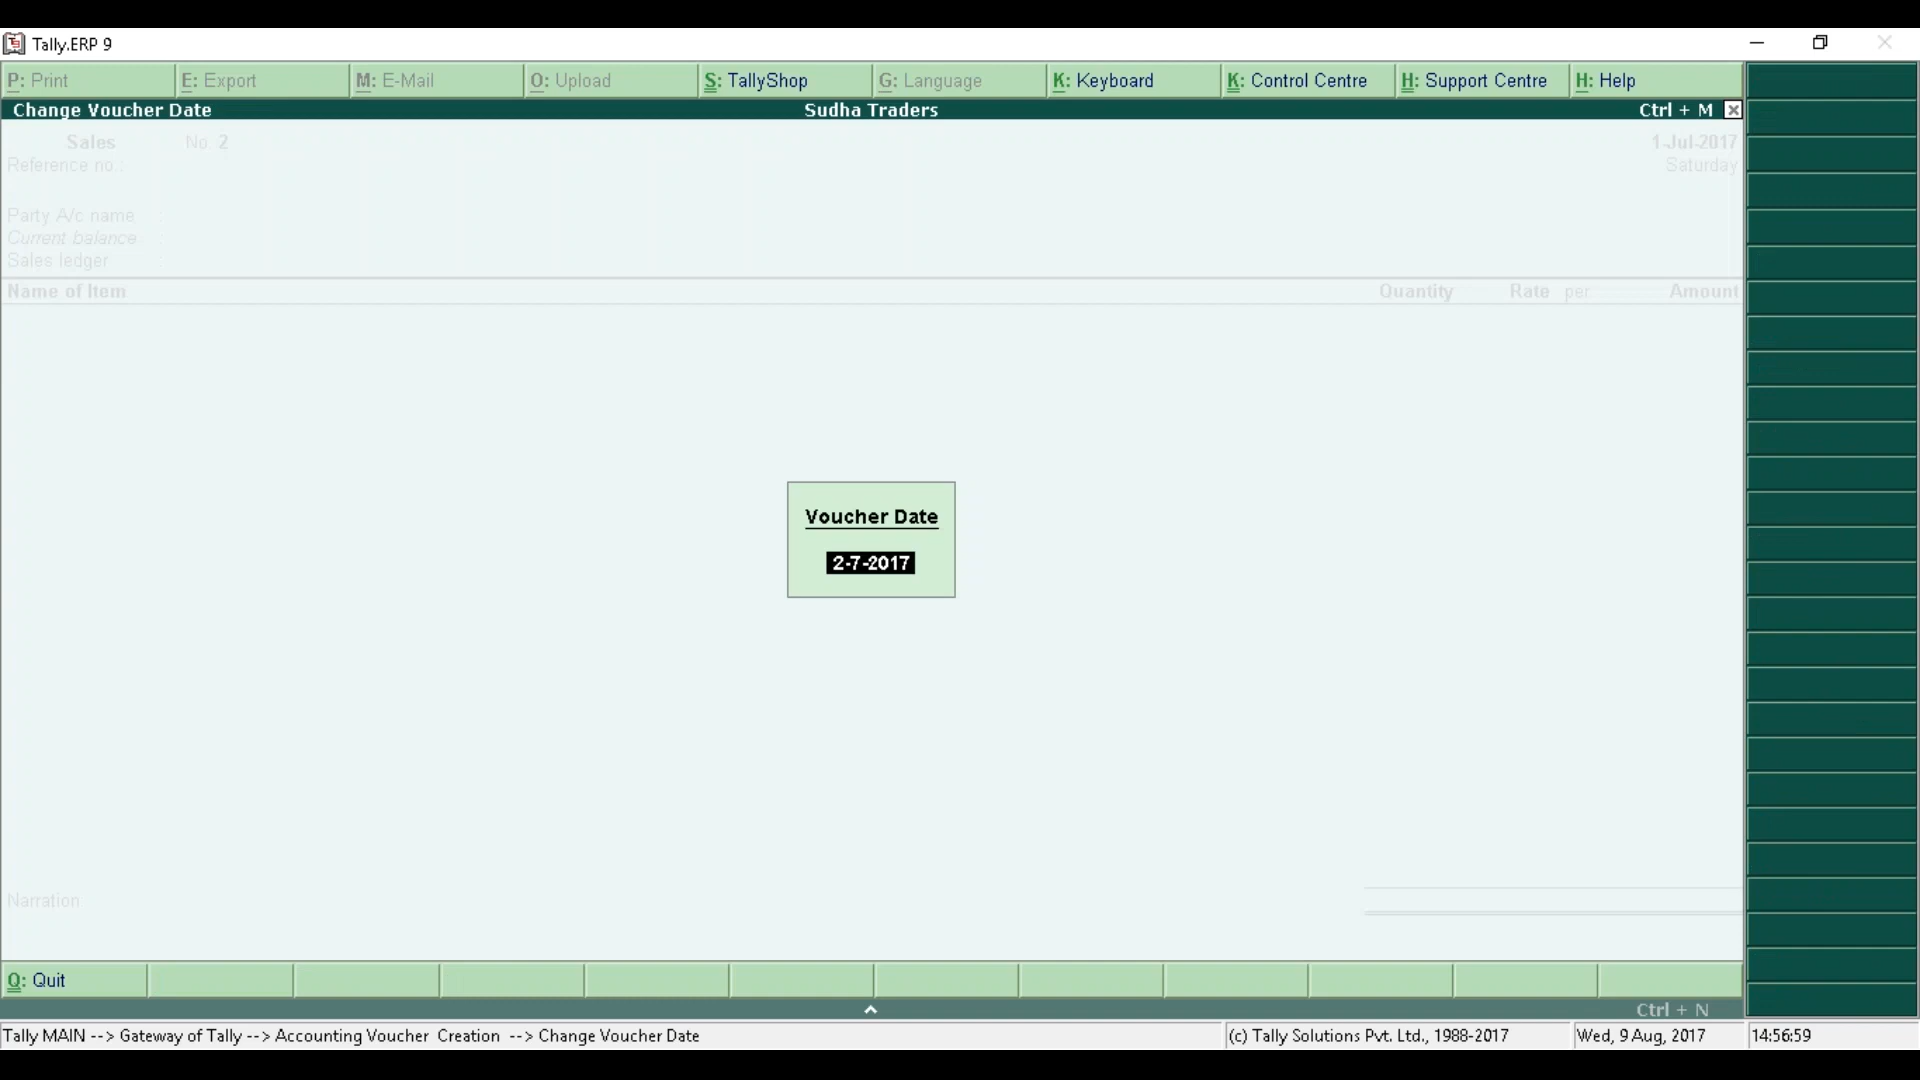 Tally.ERP 9
P: Print E: Export M: E-Mail O: Upload S: TallyShop G: Language K: Keyboard K: Control Centre H: Support Centre H: Help
Change Voucher Date Sudha Traders Ctrl + M
Sales No. 2 1-Jul-2017
Reference no.: Saturday
Party A/c name :
Current balance :
Sales ledger :
Name of Item Quantity Rate per Amount
Voucher Date
2-7-2017
Narration
Q: Quit
Ctrl + N
Tally MAIN --> Gateway of Tally --> Accounting Voucher Creation --> Change Voucher Date (c) Tally Solutions Pvt. Ltd., 1988-2017 Wed, 9 Aug, 2017 14:56:59